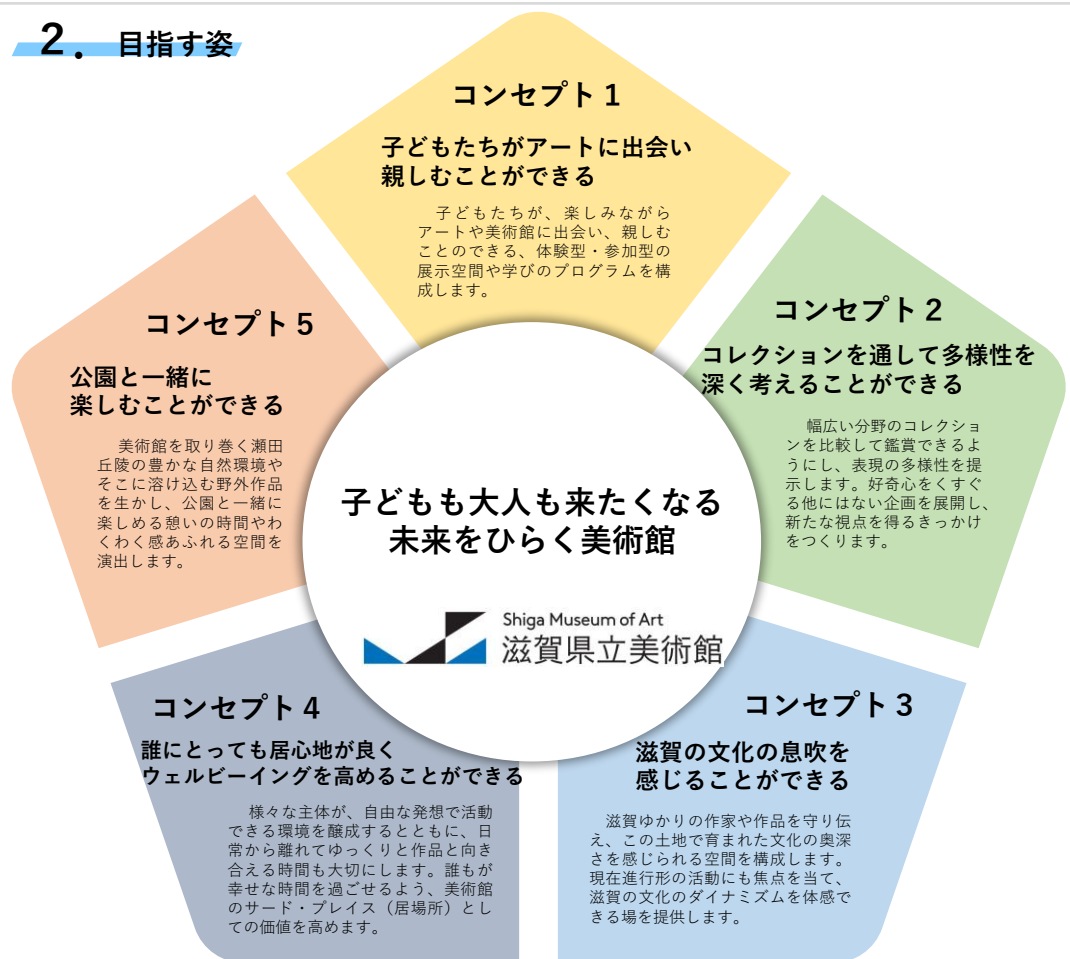 2. 目指す姿
コンセプト１
子どもたちがアートに出会い
親しむことができる
子どもたちが、楽しみながら
アートや美術館に出会い、親しむ
ことのできる、体験型・参加型の
展示空間や学びのプログラムを構
成します。
コンセプト２
コレクションを通して多様性を
深く考えることができる
幅広い分野のコレクショ
ンを比較して鑑賞できるよ
うにし、表現の多様性を提
示します。好奇心をくすぐ
る他にはない企画を展開し、
新たな視点を得るきっかけ
をつくります。
コンセプト３
滋賀の文化の息吹を
感じることができる
滋賀ゆかりの作家や作品を守り伝
え、この土地で育まれた文化の奥深
さを感じられる空間を構成します。
現在進行形の活動にも焦点を当て、
滋賀の文化のダイナミズムを体感で
きる場を提供します。
コンセプト４
誰にとっても居心地が良く
ウェルビーイングを高めることができる
様々な主体が、自由な発想で活動
できる環境を醸成するとともに、日
常から離れてゆっくりと作品と向き
合える時間も大切にします。誰もが
幸せな時間を過ごせるよう、美術館
のサード・プレイス（居場所）とし
ての価値を高めます。
コンセプト５
公園と一緒に
楽しむことができる
美術館を取り巻く瀬田
丘陵の豊かな自然環境や
そこに溶け込む野外作品
を生かし、公園と一緒に
楽しめる憩いの時間やわ
くわく感あふれる空間を
演出します。
子どもも大人も来たくなる
未来をひらく美術館
Shiga Museum of Art
滋賀県立美術館